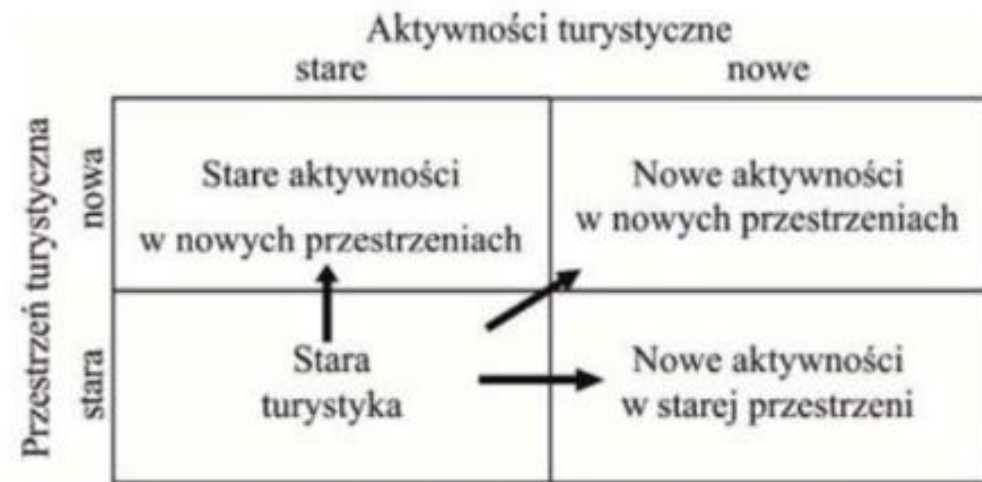 Aktywności turystyczne
stare
nowe
Przestrzeń turystyczna
nowa
Stare aktywności
w nowych przestrzeniach
Nowe aktywności
w nowych przestrzeniach
stara
Stara
turystyka
Nowe aktywności
w starej przestrzeni